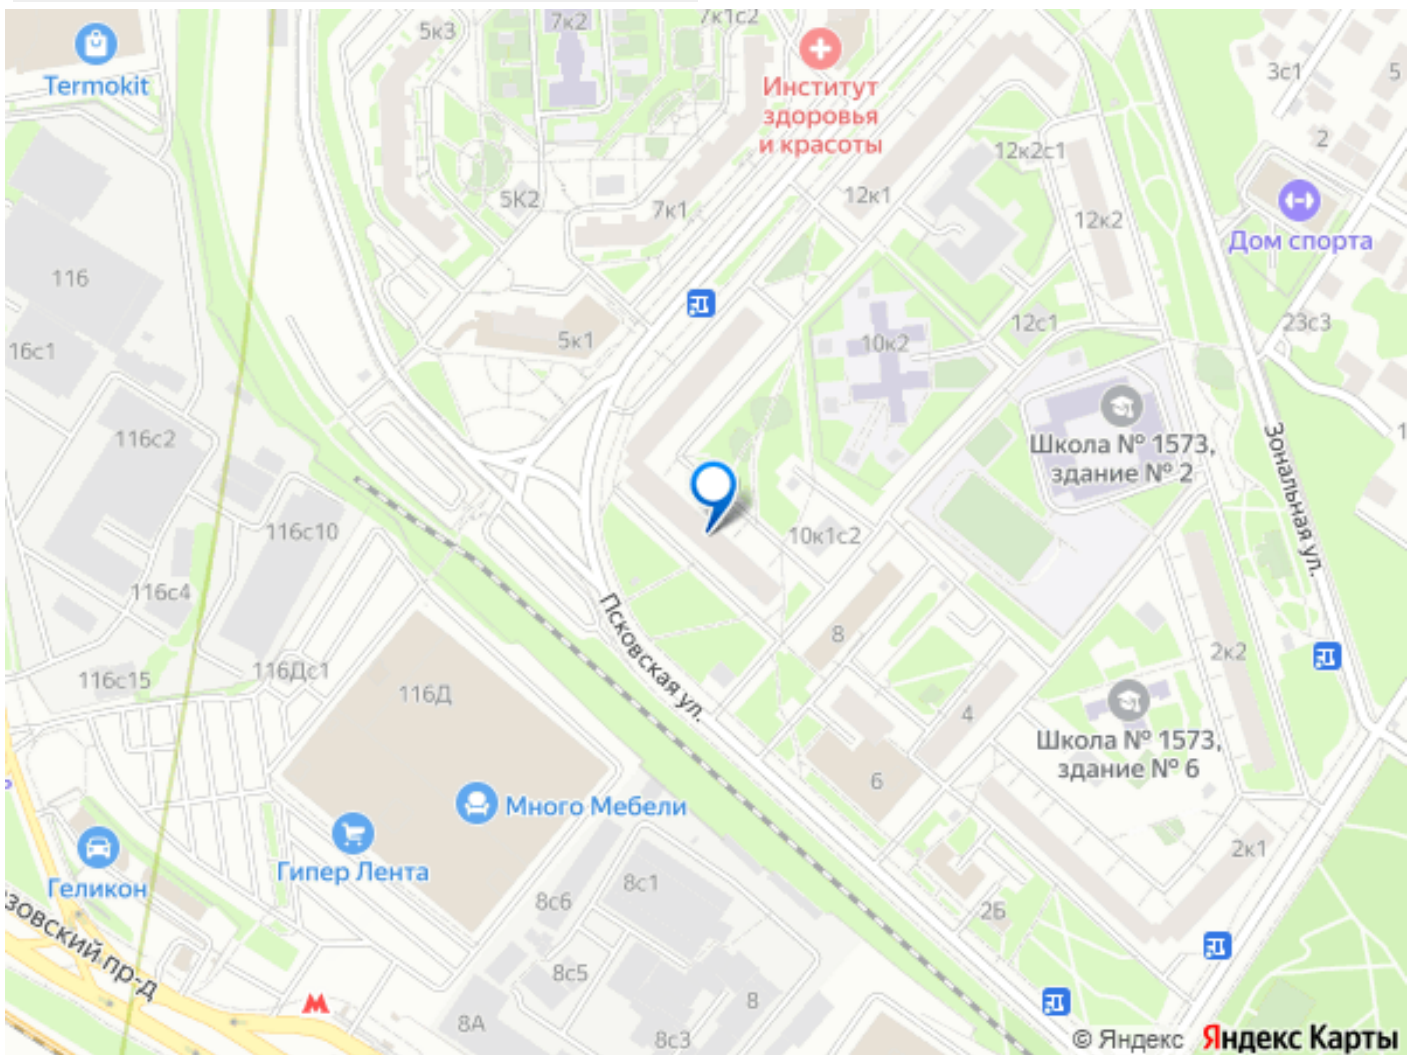 5к3
7к2
7к1с2
Termokit
Институт
здоровья
и красоты
3с1
5
2
12к2с1
5К2
7к1
12к1
12к2
Дом спорта
116
16с1
5к1
10к2
12с1
23с3
116с2
Школа № 1573,
здание № 2
1
Зональная ул.
116с10
10к1с2
116с4
Псковская ул.
8
2к2
116с15
116Дс1
116Д
4
Школа № 1573,
здание № 6
6
Много Мебели
Гипер Лента
Геликон
2к1
8с6
8с1
2Б
зовский пр-д
8с5
8
8А
8с3
© Яндекс Яндекс Карты